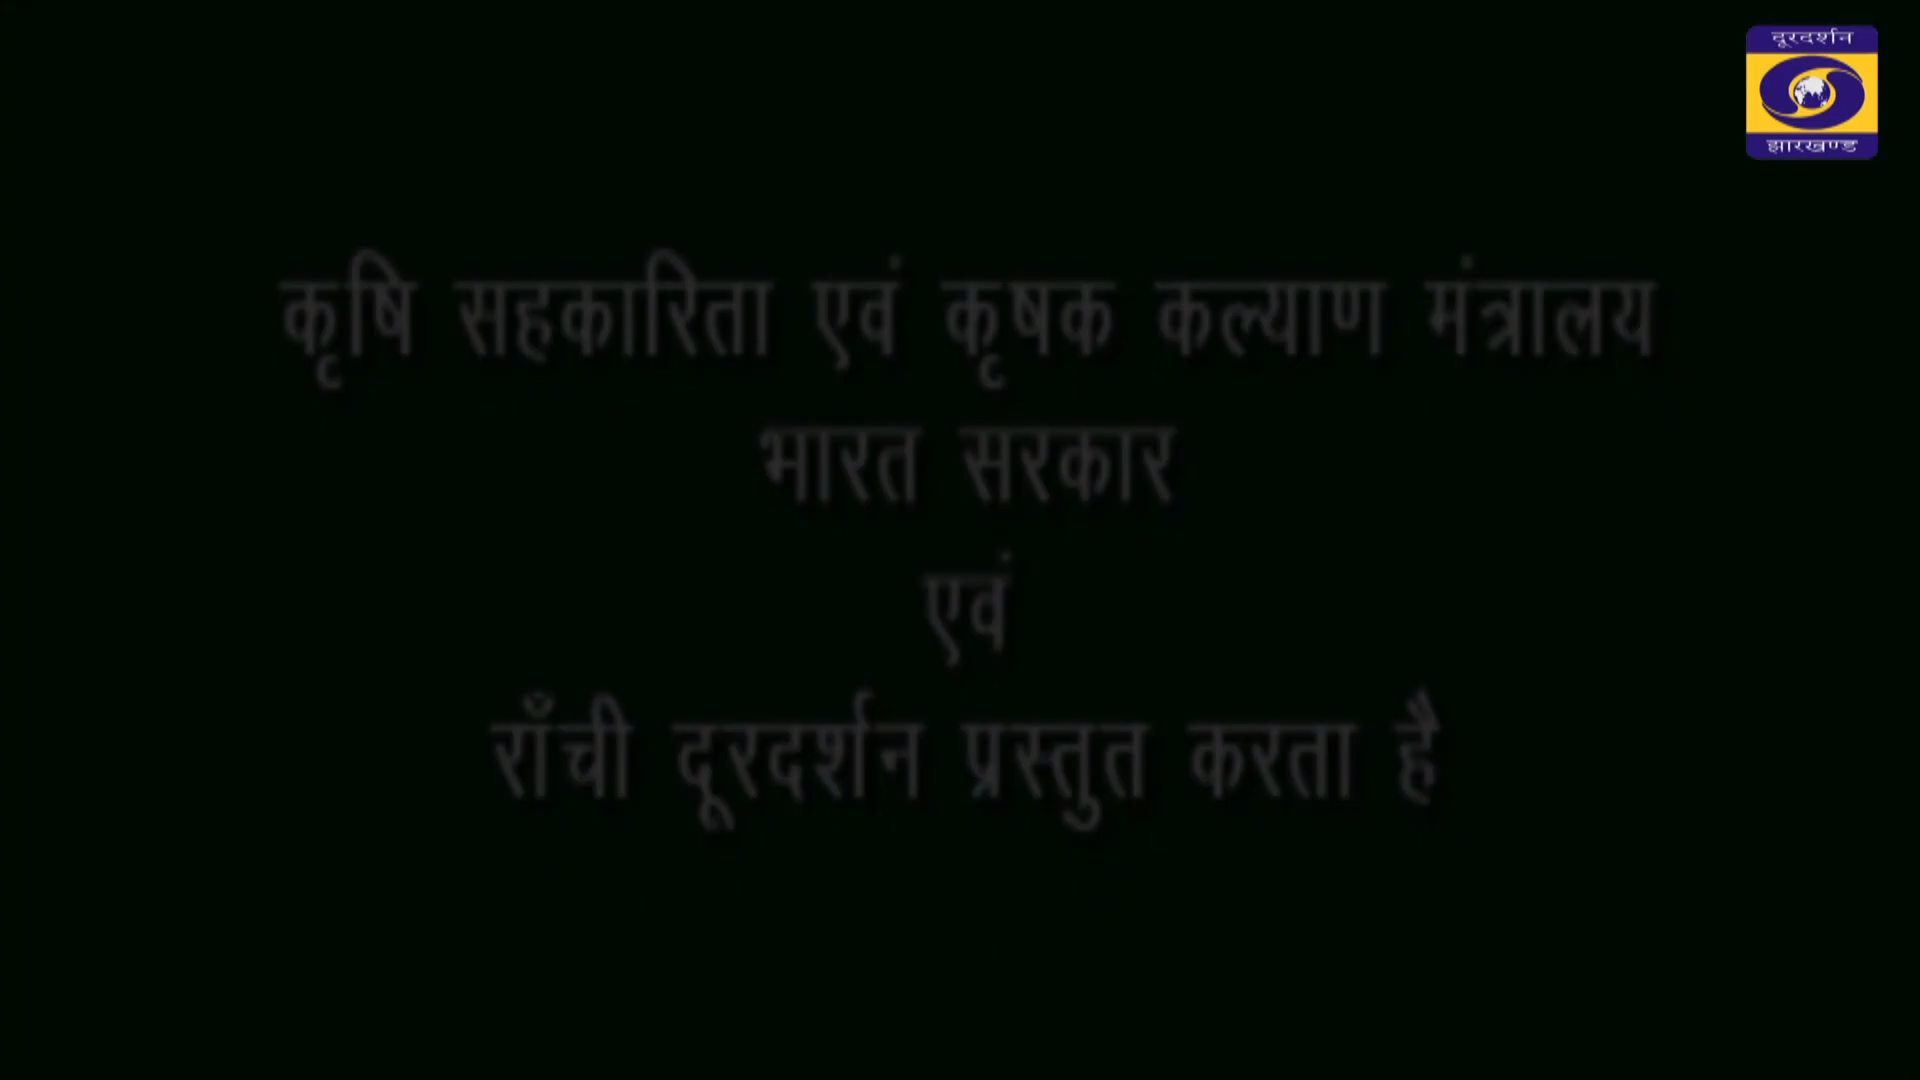 दूरदर्शन
झारखण्ड
कृषि सहकारिता एवं कृषक कल्याण मंत्रालय
भारत सरकार
एवं
राँची दूरदर्शन प्रस्तुत करता है